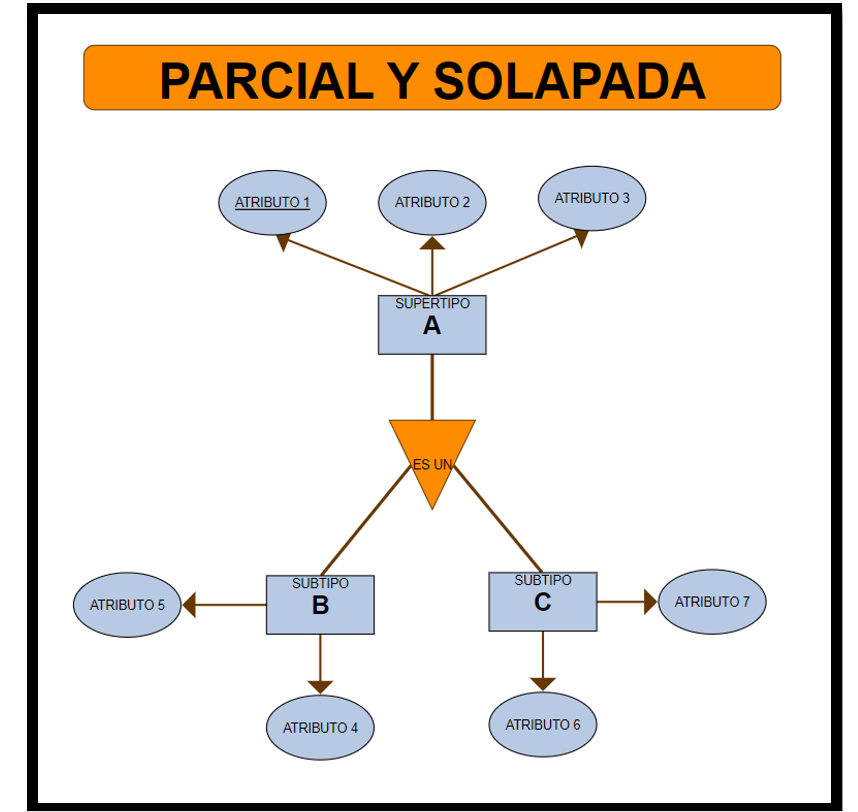 PARCIAL Y SOLAPADA
ATRIBUTO 1
ATRIBUTO 2
ATRIBUTO 3
SUPERTIPO
A
ES UN
SUBTIPO
B
SUBTIPO
C
ATRIBUTO 5
ATRIBUTO 7
ATRIBUTO 4
ATRIBUTO 6